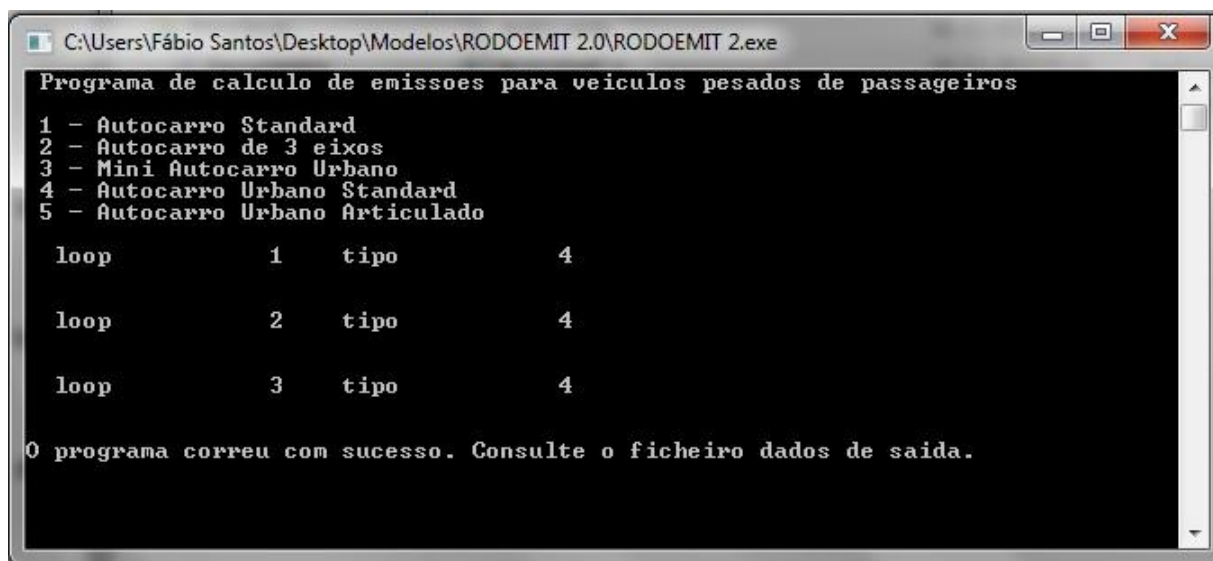 C:\Users\Fábio Santos\Desktop\Modelos\RODOEMIT 2.0\RODOEMIT 2.exe
Programa de calculo de emissoes para veiculos pesados de passageiros
1 - Autocarro Standard
2 - Autocarro de 3 eixos
3 - Mini Autocarro Urbano
4 - Autocarro Urbano Standard
5 - Autocarro Urbano Articulado
loop 1 tipo 4
loop 2 tipo 4
loop 3 tipo 4
O programa correu com sucesso. Consulte o ficheiro dados de saida.